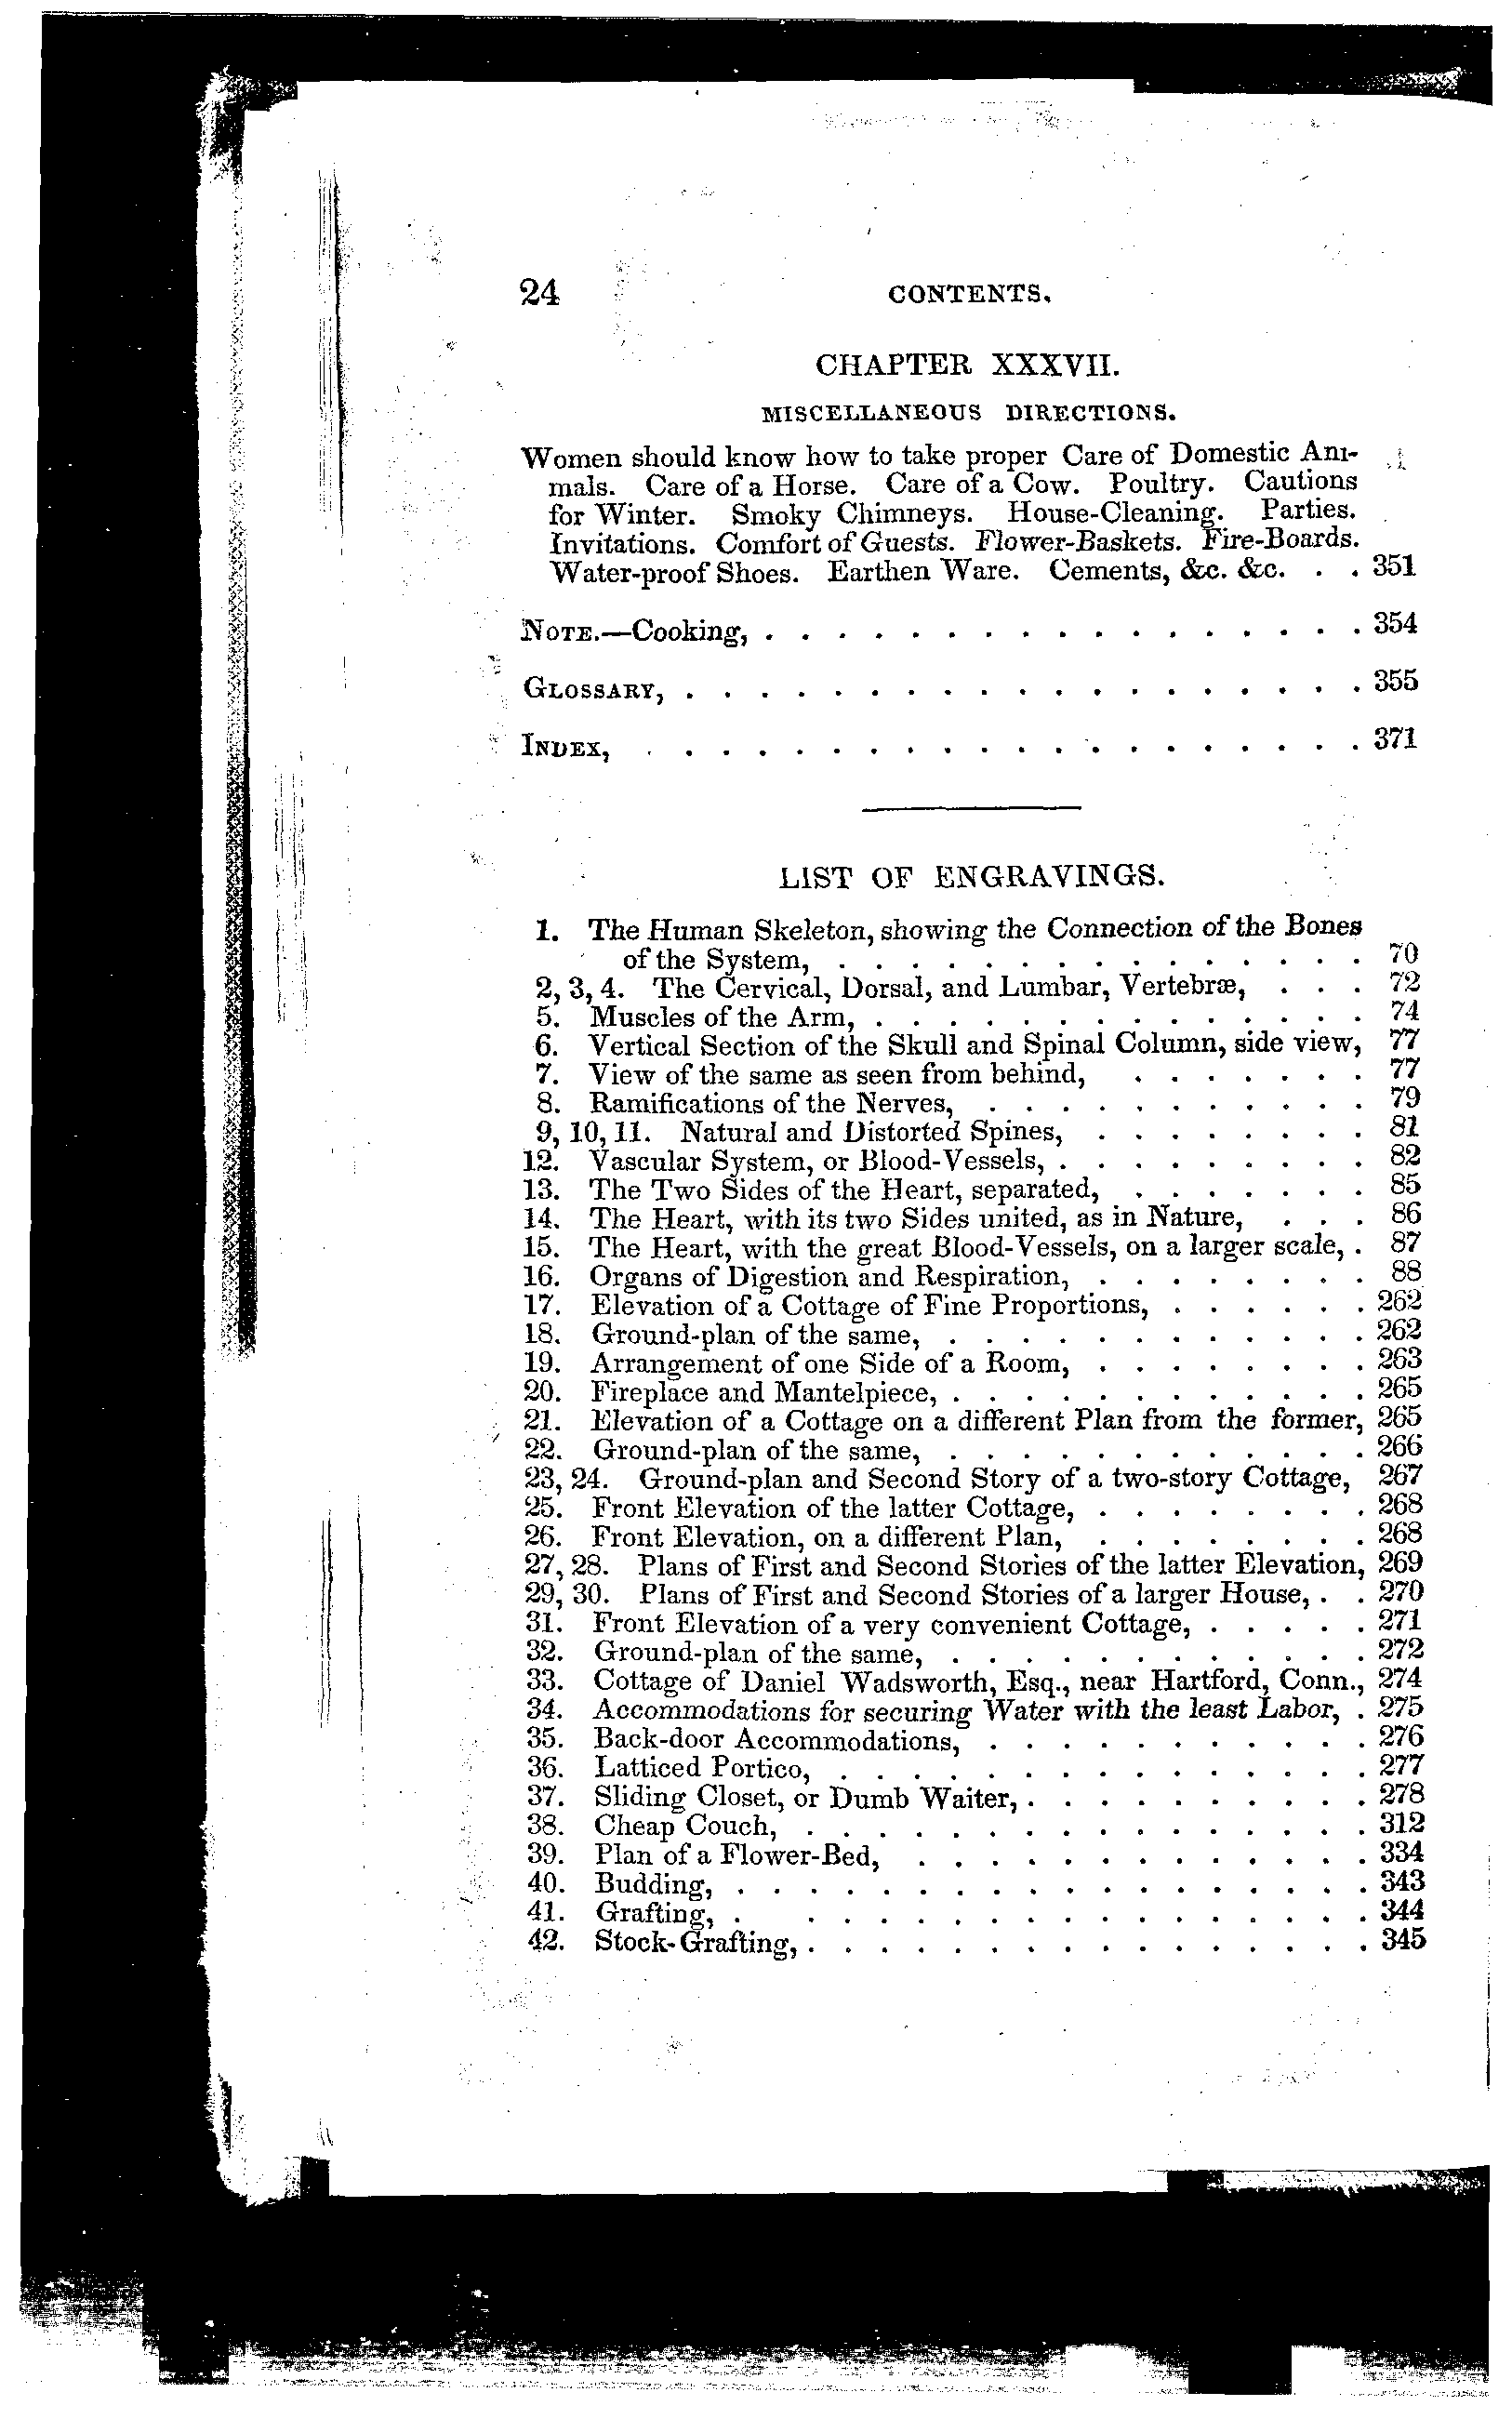 24 CONTENTS.
CHAPTER XXXVII.
MISCELLANEOUS DIRECTIONS.
Women should know how to take proper Care of Domestic Ani-
mals. Care of a Horse. Care of a Cow. Poultry. Cautions
for Winter. Smoky Chimneys. House-Cleaning. Parties.
Invitations. Comfort of Guests. Flower-Baskets. Fire-Boards.
Water-proof Shoes. Earthen Ware. Cements, &c. &c. . . 351
NOTE.—Cooking, . . . . . . . . . . . . . . . . . 354
GLOSSARY, . . . . . . . . . . . . . . . . . . . 355
INDEX, . . . . . . . . . . . . . . . . . . . . 371
LIST OF ENGRAVINGS.
1. The Human Skeleton, showing the Connection of the Bones
of the System, . . . . . . . . . . . . . . . 70
2, 3, 4. The Cervical, Dorsal, and Lumbar, Vertebræ, . . . 72
5. Muscles of the Arm, . . . . . . . . . . . . . . 74
6. Vertical Section of the Skull and Spinal Column, side view, 77
7. View of the same as seen from behind, . . . . . . . 77
8. Ramifications of the Nerves, . . . . . . . . . . . 79
9, 10, 11. Natural and Distorted Spines, . . . . . . . . 81
12. Vascular System, or Blood-Vessels, . . . . . . . . . 82
13. The Two Sides of the Heart, separated, . . . . . . . 85
14. The Heart, with its two Sides united, as in Nature, . . . 86
15. The Heart, with the great Blood-Vessels, on a larger scale, . 87
16. Organs of Digestion and Respiration, . . . . . . . . 88
17. Elevation of a Cottage of Fine Proportions, . . . . . . 262
18. Ground-plan of the same, . . . . . . . . . . . . 262
19. Arrangement of one Side of a Room, . . . . . . . . 263
20. Fireplace and Mantelpiece, . . . . . . . . . . . . 265
21. Elevation of a Cottage on a different Plan from the former, 265
22. Ground-plan of the same, . . . . . . . . . . . . 266
23, 24. Ground-plan and Second Story of a two-story Cottage, 267
25. Front Elevation of the latter Cottage, . . . . . . . . 268
26. Front Elevation, on a different Plan, . . . . . . . . 268
27, 28. Plans of First and Second Stories of the latter Elevation, 269
29, 30. Plans of First and Second Stories of a larger House, . . 270
31. Front Elevation of a very convenient Cottage, . . . . . 271
32. Ground-plan of the same, . . . . . . . . . . . . 272
33. Cottage of Daniel Wadsworth, Esq., near Hartford, Conn., 274
34. Accommodations for securing Water with the least Labor, . 275
35. Back-door Accommodations, . . . . . . . . . . . 276
36. Latticed Portico, . . . . . . . . . . . . . . . 277
37. Sliding Closet, or Dumb Waiter, . . . . . . . . . . 278
38. Cheap Couch, . . . . . . . . . . . . . . . . 312
39. Plan of a Flower-Bed, . . . . . . . . . . . . . 334
40. Budding, . . . . . . . . . . . . . . . . . . 343
41. Grafting, . . . . . . . . . . . . . . . . . 344
42. Stock-Grafting, . . . . . . . . . . . . . . . . 345